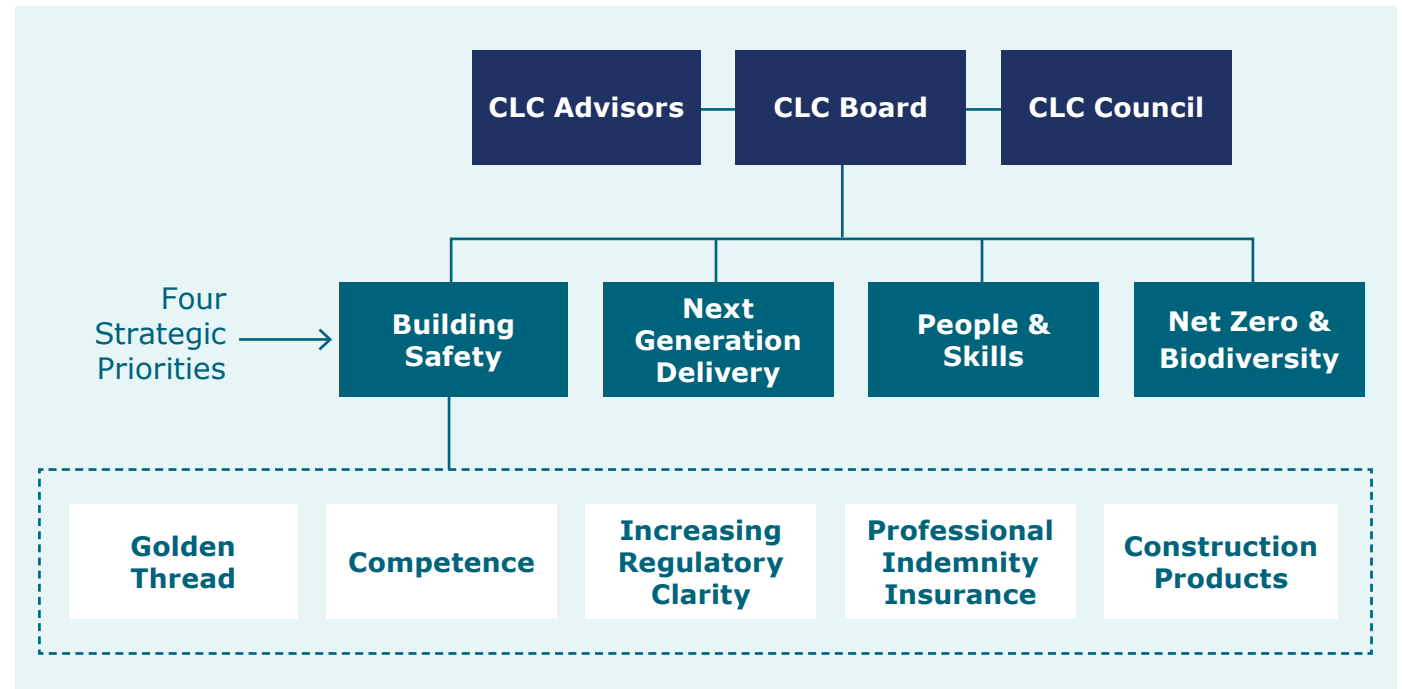 CLC Advisors
CLC Board
CLC Council
Four
Strategic
Priorities
Building
Safety
Next
Generation
Delivery
People &
Skills
Net Zero &
Biodiversity
Golden
Thread
Competence
Increasing
Regulatory
Clarity
Professional
Indemnity
Insurance
Construction
Products